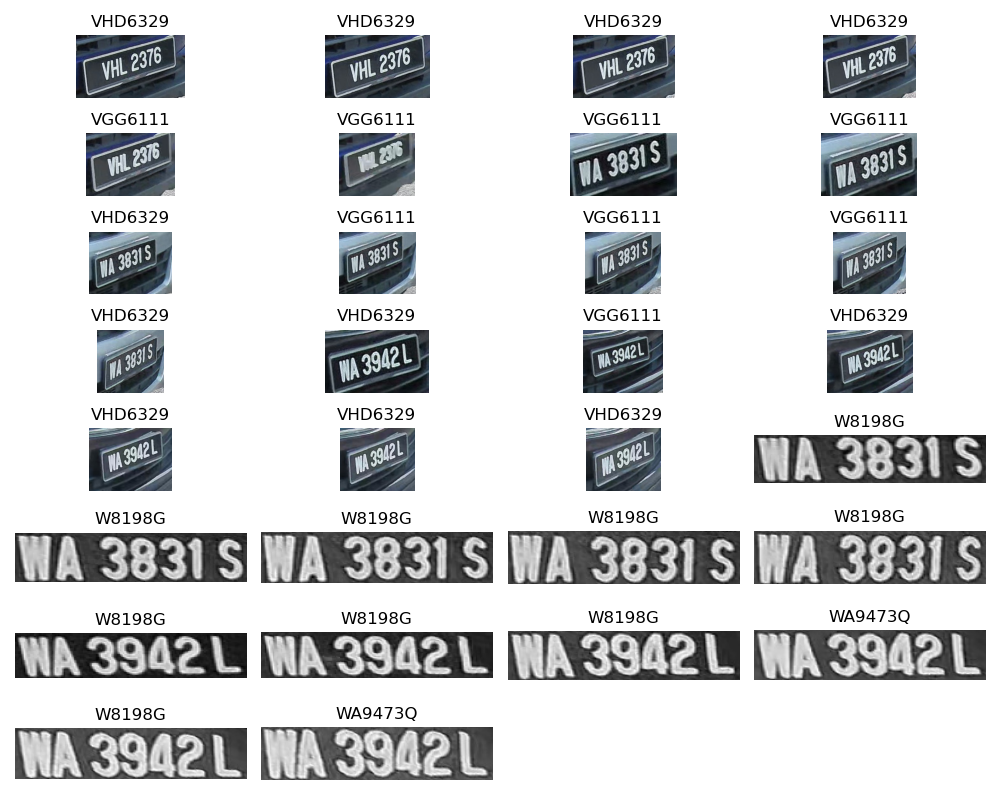 VHD6329 VHD6329 VHD6329 VHD6329
VHL 2376 VHL 2376 VHL 2376 VHL 2376
VGG6111 VGG6111 VGG6111 VGG6111
VHL 2376 VHL 2376 WA 3831 S WA 3831 S
VHD6329 VGG6111 VGG6111 VGG6111
WA 3831 S WA 3831 S WA 3831 S WA 3831 S
VHD6329 VHD6329 VGG6111 VHD6329
WA 3831 S WA 3942 L WA 3942 L WA 3942 L
VHD6329 VHD6329 VHD6329 W8198G
WA 3942 L WA 3942 L WA 3942 L WA 3831 S
W8198G W8198G W8198G W8198G
WA 3831 S WA 3831 S WA 3831 S WA 3831 S
W8198G W8198G W8198G WA9473Q
WA 3942 L WA 3942 L WA 3942 L WA 3942 L
W8198G WA9473Q
WA 3942 L WA 3942 L